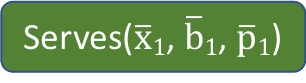 Serves(x̅₁, b̅₁, p̅₁)